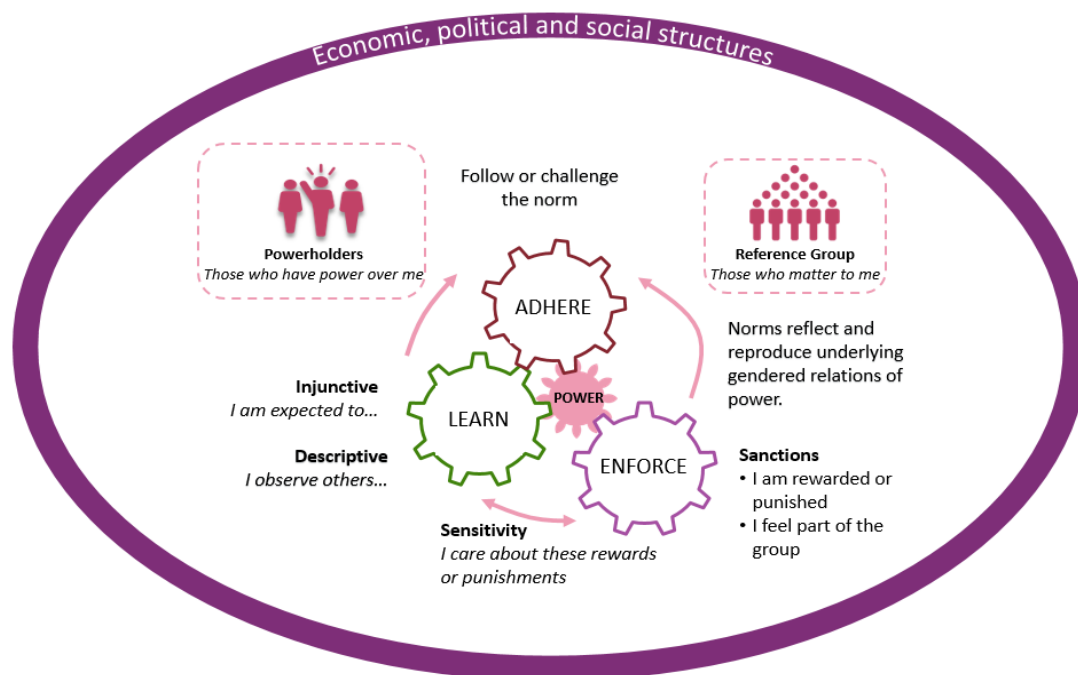 Economic, political and social structures
Powerholders
Those who have power over me
Follow or challenge
the norm
Reference Group
Those who matter to me
ADHERE
Norms reflect and
reproduce underlying
gendered relations of
power.
Injunctive
I am expected to...
Descriptive
I observe others...
LEARN
POWER
ENFORCE
Sanctions
• I am rewarded or
punished
• I feel part of the
group
Sensitivity
I care about these rewards
or punishments